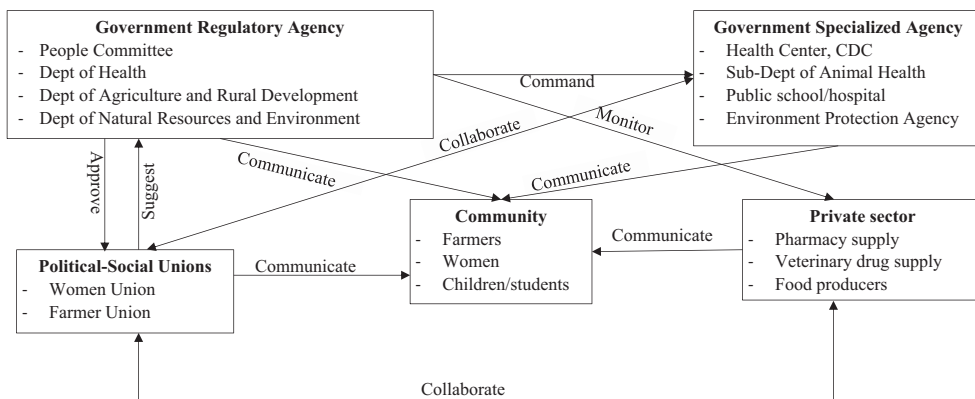 Government Regulatory Agency
- People Committee
- Dept of Health
- Dept of Agriculture and Rural Development
- Dept of Natural Resources and Environment
Government Specialized Agency
- Health Center, CDC
- Sub-Dept of Animal Health
- Public school/hospital
- Environment Protection Agency
Command
Monitor
Collaborate
Communicate
Communicate
Approve
Suggest
Political-Social Unions
- Women Union
- Farmer Union
Communicate
Community
- Farmers
- Women
- Children/students
Communicate
Private sector
- Pharmacy supply
- Veterinary drug supply
- Food producers
Collaborate